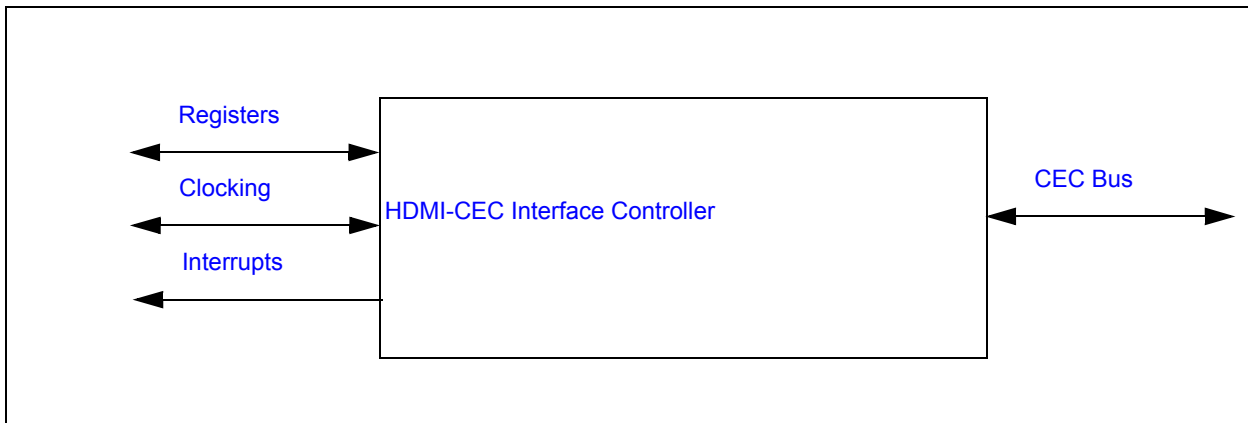 Registers
Clocking
Interrupts
HDMI-CEC Interface Controller
CEC Bus